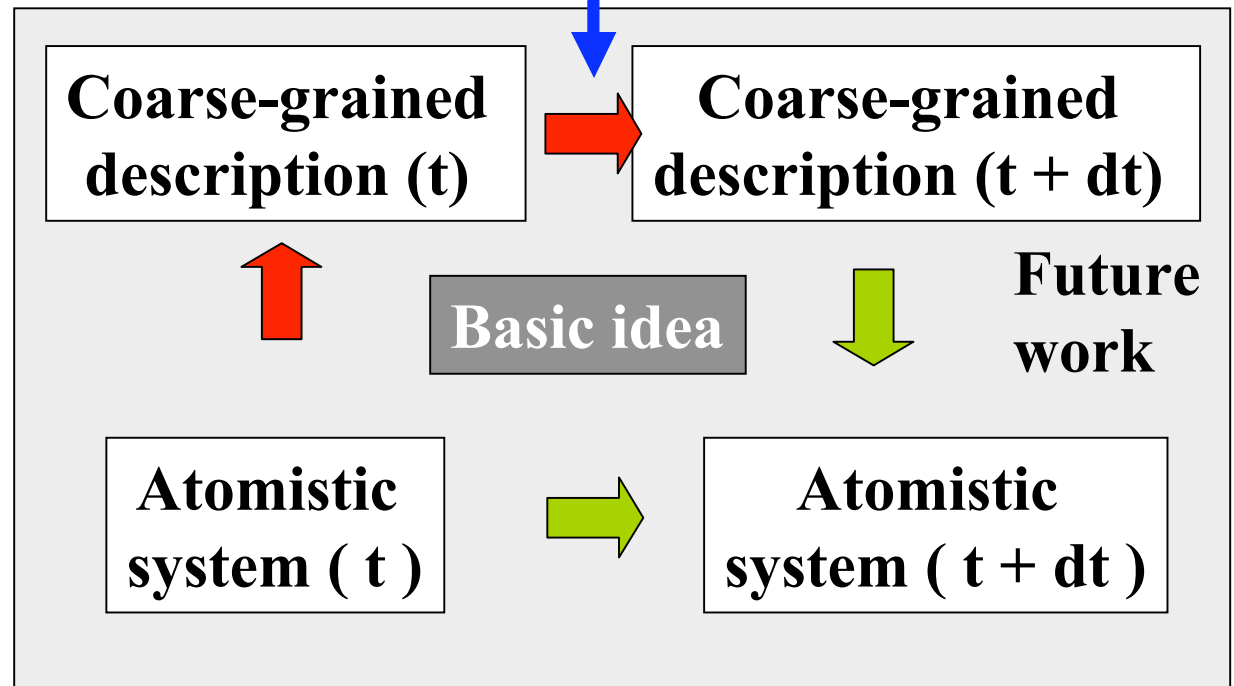 Coarse-grained
description (t)
Coarse-grained
description (t + dt)
Basic idea
Future
work
Atomistic
system ( t )
Atomistic
system ( t + dt )